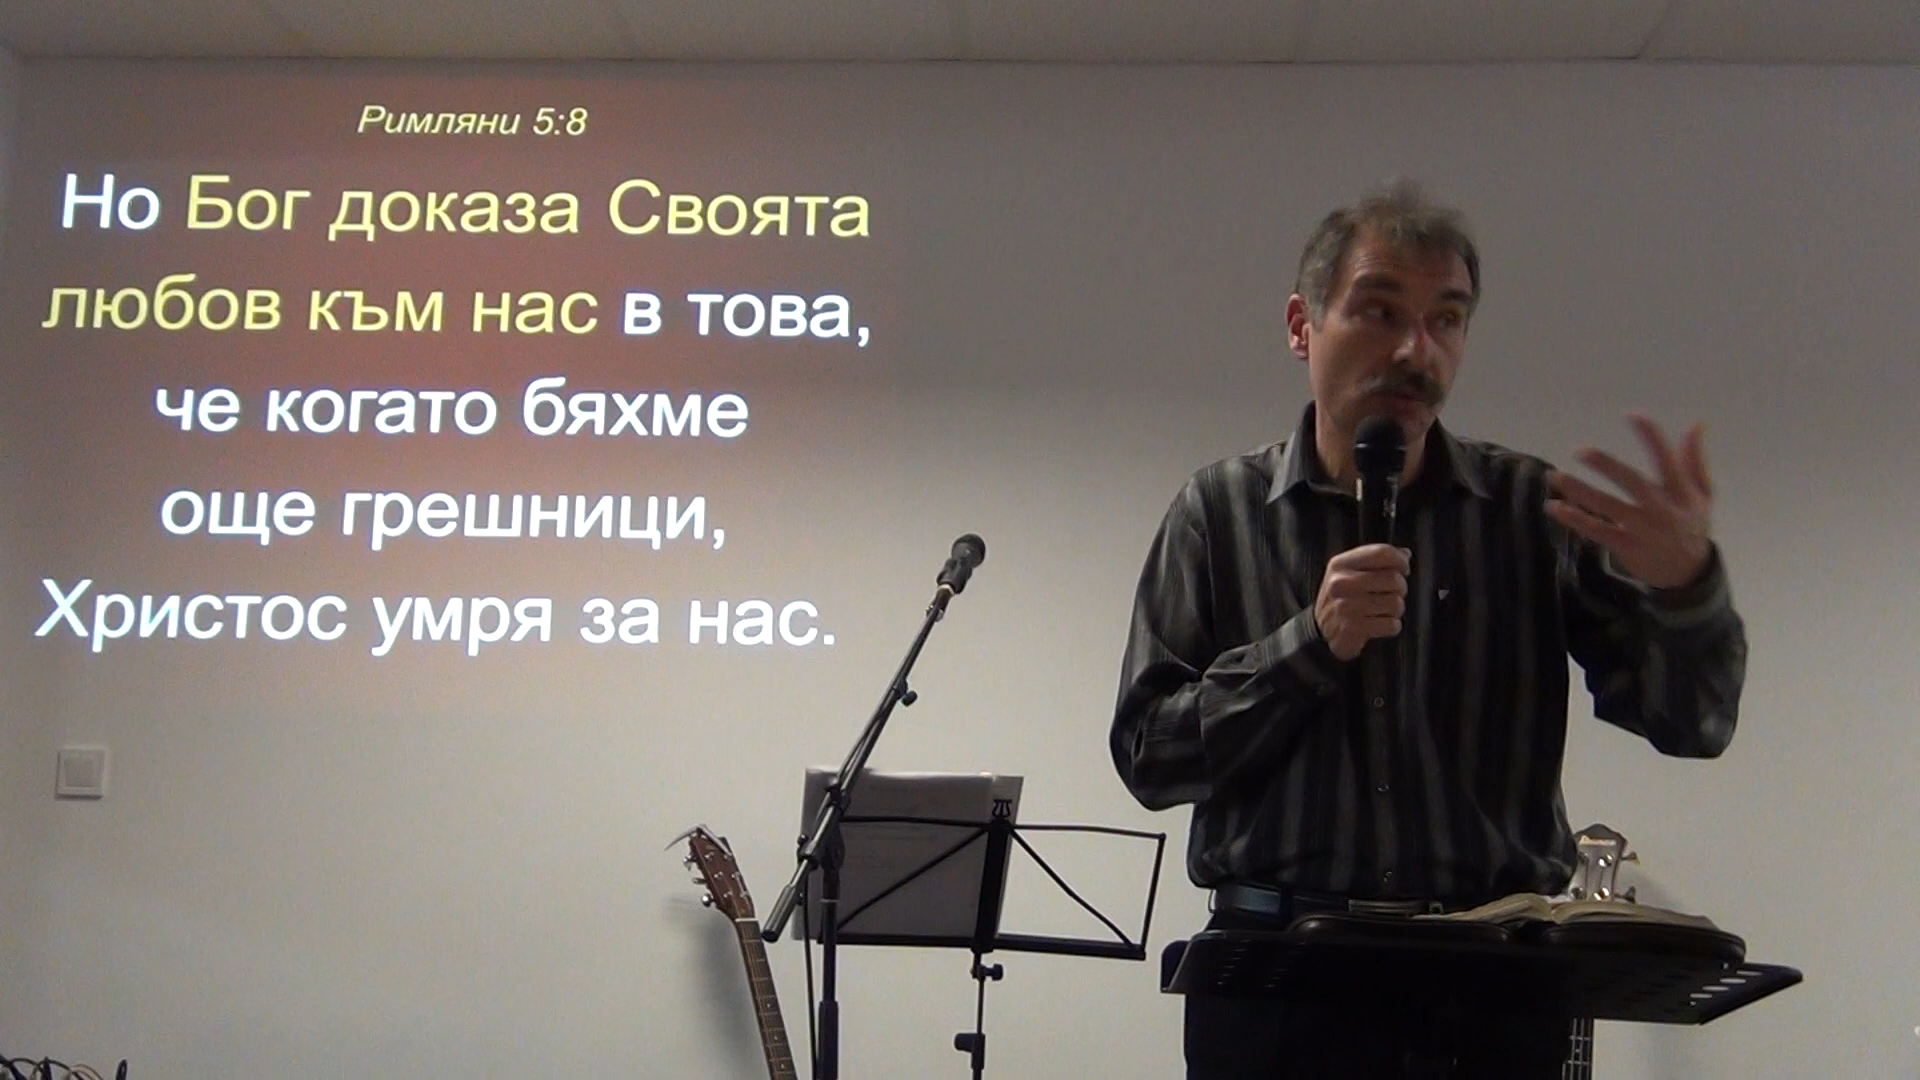 Римляни 5:8
Но Бог доказа Своята
любов към нас в това,
че когато бяхме
още грешници,
Христос умря за нас.